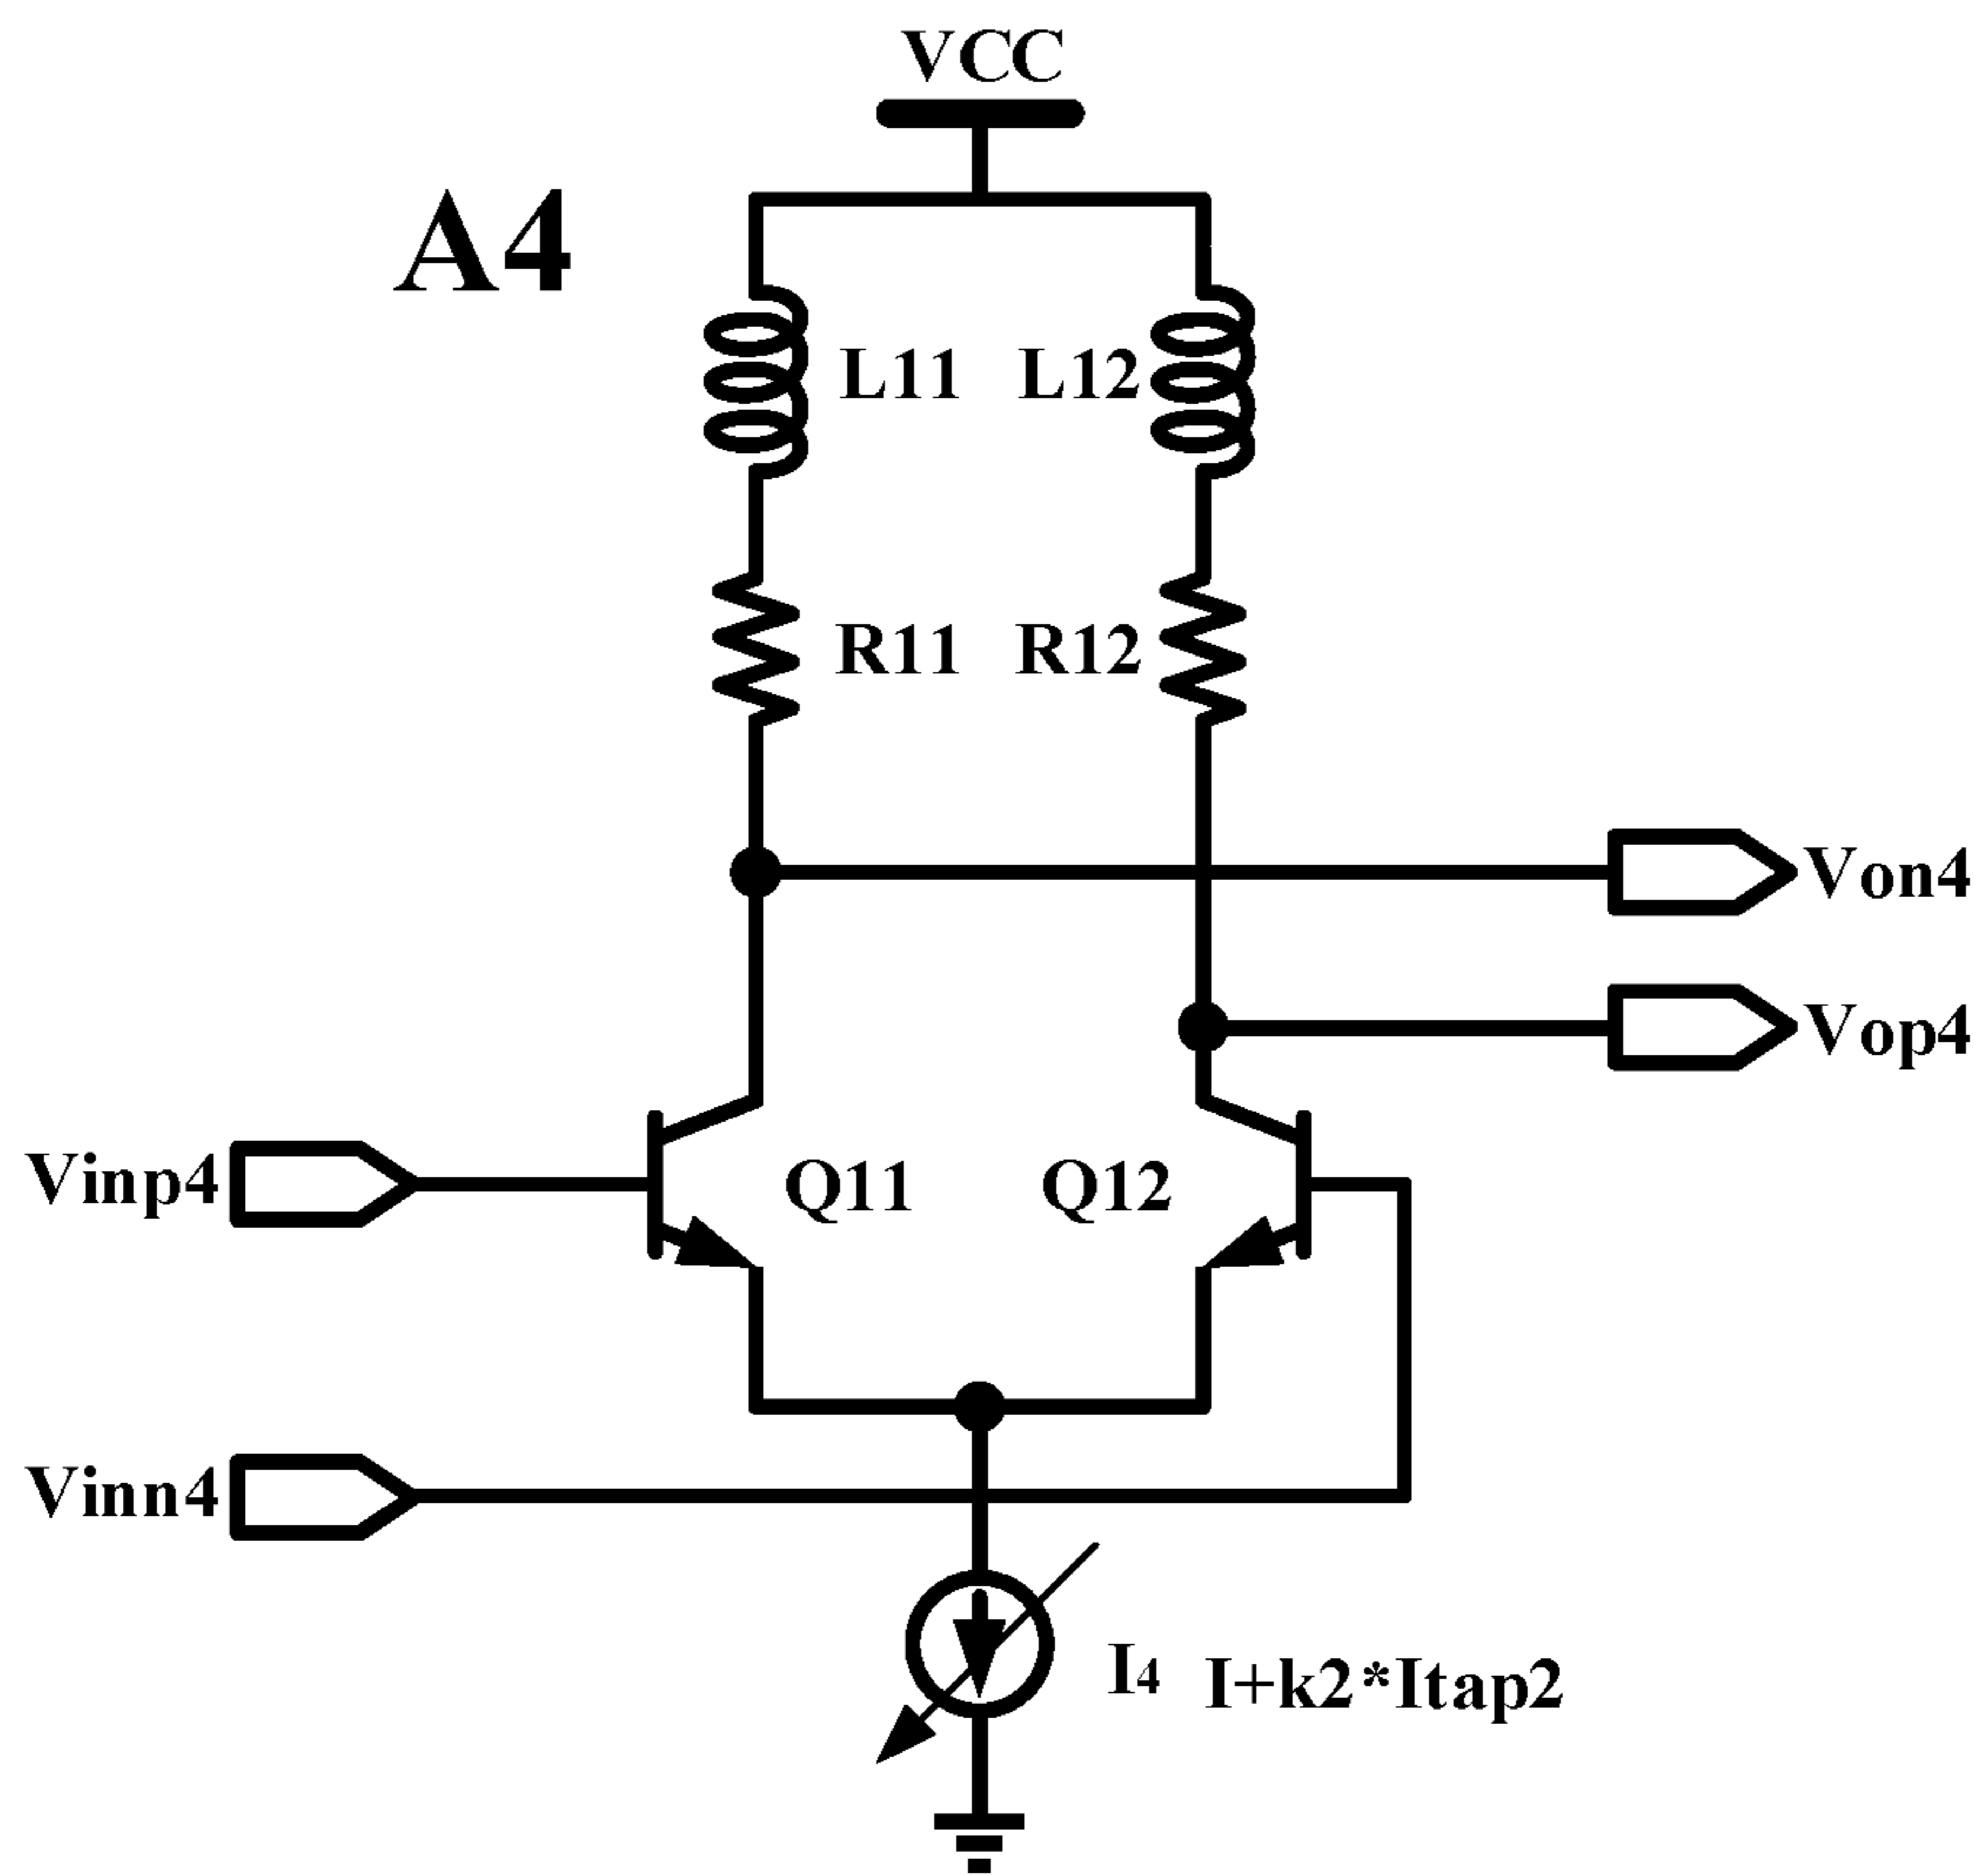 VCC
A4
L11 L12
R11 R12
Von4
Vop4
Vinp4
Q11 Q12
Vinn4
I4 I+k2*Itap2